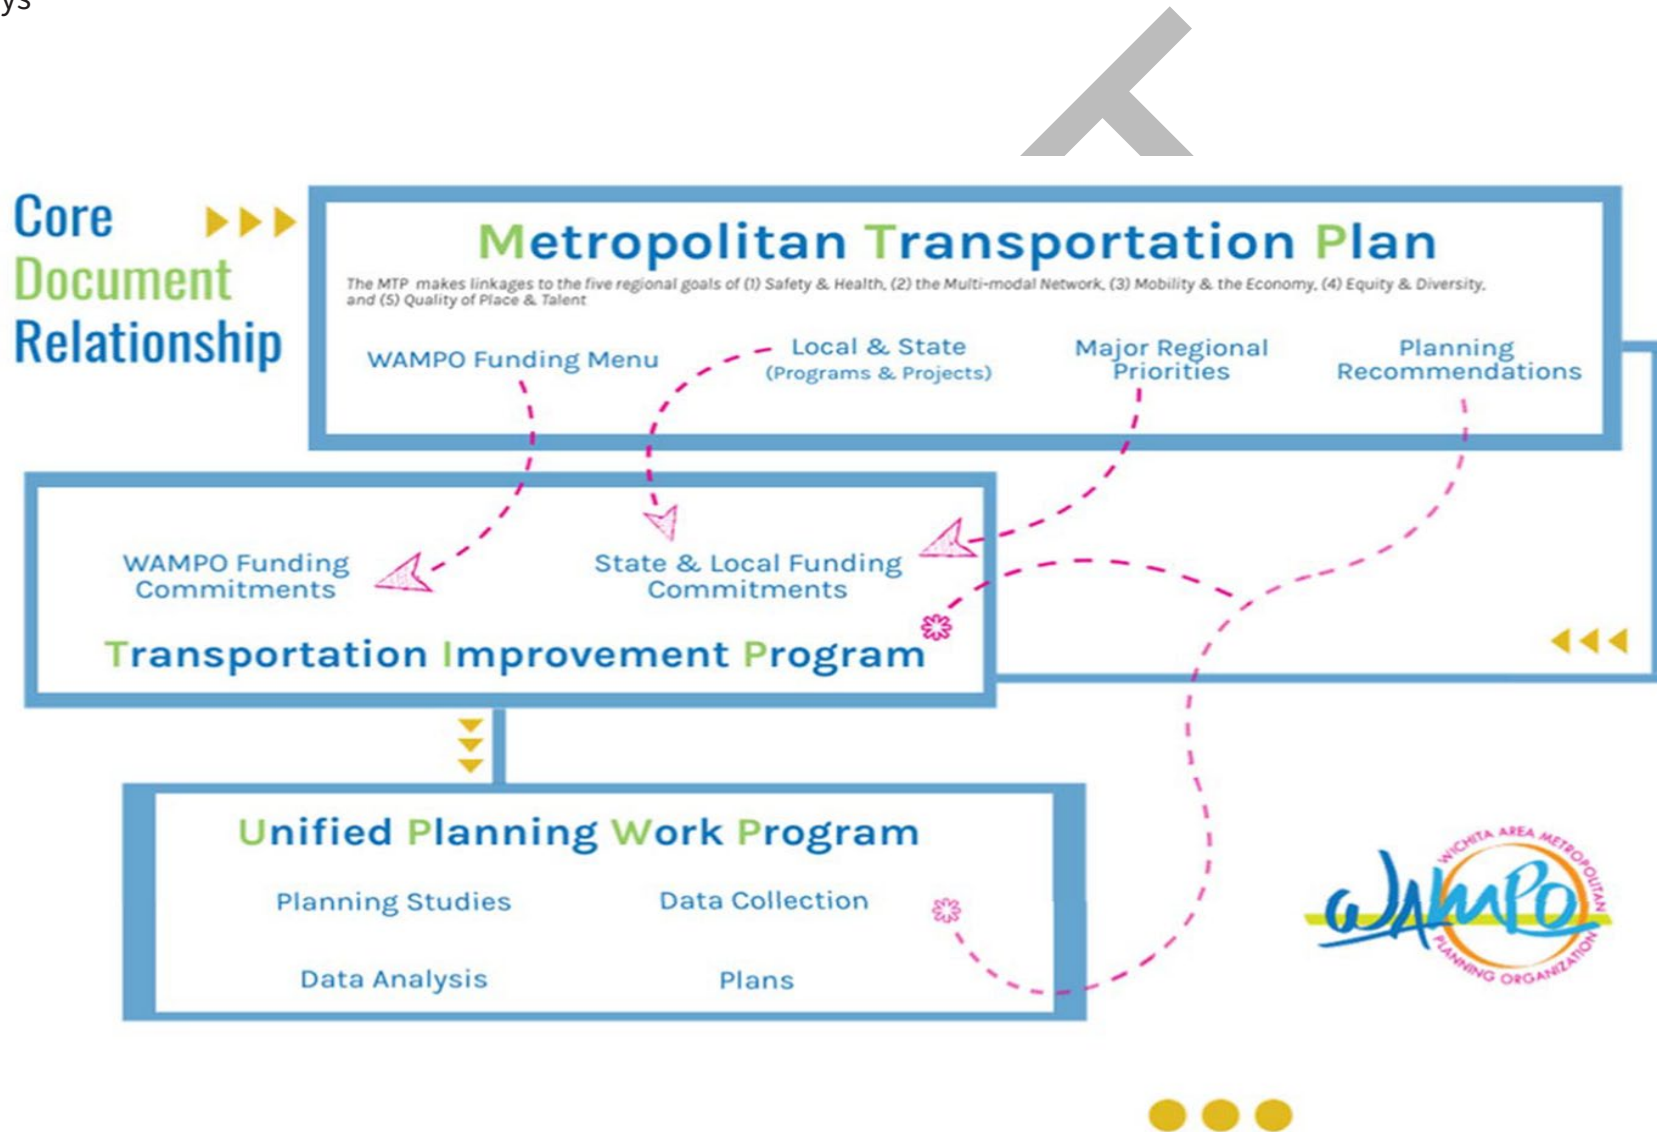 ys
Core
Document
Relationship
Metropolitan Transportation Plan
The MTP makes linkages to the five regional goals of (1) Safety & Health, (2) the Multi-modal Network, (3) Mobility & the Economy, (4) Equity & Diversity,
and (5) Quality of Place & Talent
WAMPO Funding Menu
Local & State
(Programs & Projects)
Major Regional
Priorities
Planning
Recommendations
WAMPO Funding
Commitments
State & Local Funding
Commitments
Transportation Improvement Program
Unified Planning Work Program
Planning Studies
Data Collection
Data Analysis
Plans
WICHITA AREA METROPOLITAN
WAMPO
PLANNING ORGANIZATION